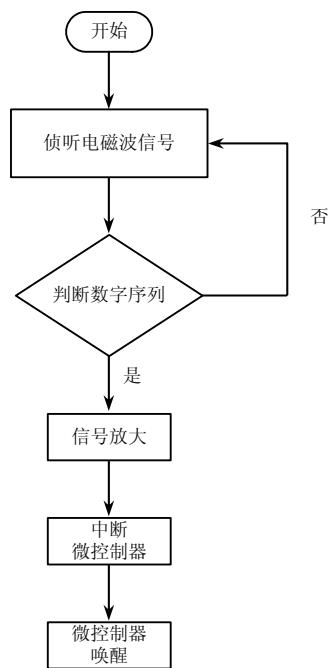 开始
侦听电磁波信号
否
判断数字序列
是
信号放大
中断
微控制器
微控制器
唤醒